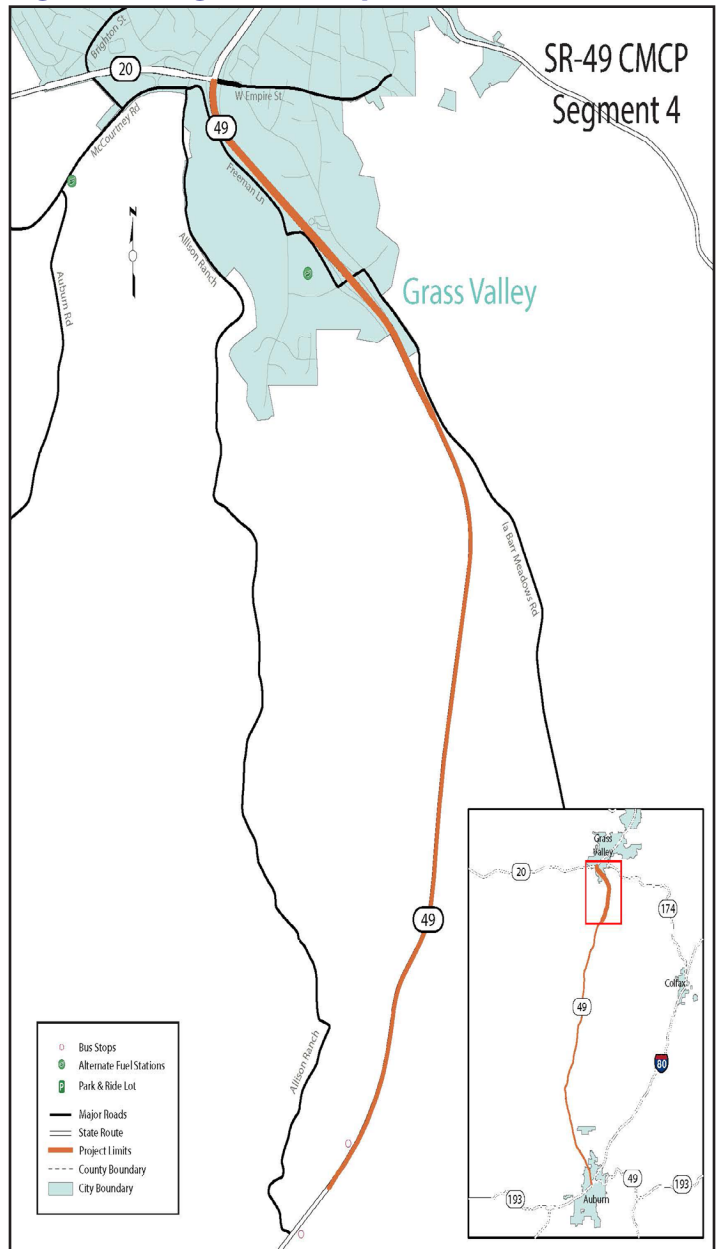 SR-49 CMCP
Segment 4
Brighton St
20
W Empire St
49
McCourtney Rd
Freeman Ln
N
Allison Ranch
Auburn Rd
Grass Valley
la Barr Meadows Rd
49
Allison Ranch
Bus Stops
Alternate Fuel Stations
P Park & Ride Lot
Major Roads
State Route
Project Limits
County Boundary
City Boundary
Grass
Valley
20
174
Colfax
49
80
49
193
193
Auburn